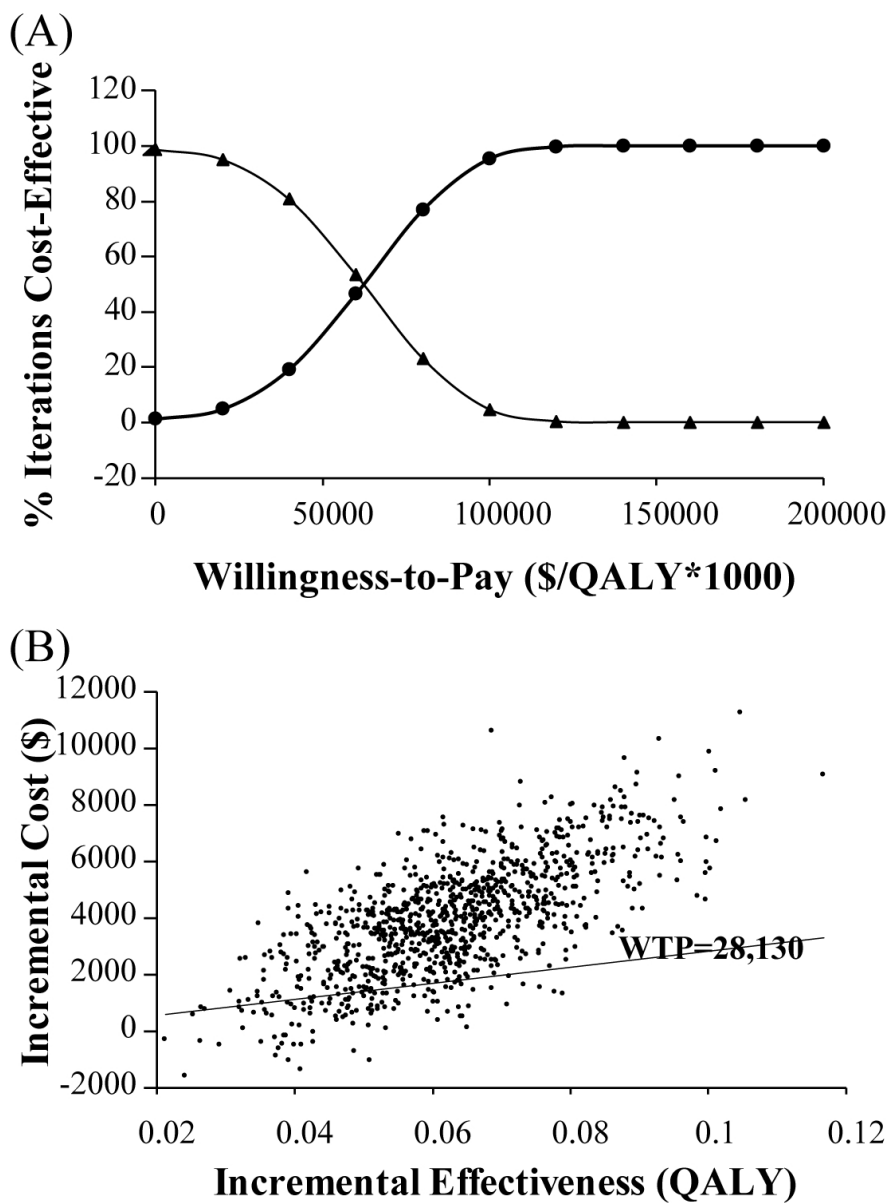 (A)
120
100
80
60
40
20
0
-20
% Iterations Cost-Effective
0 50000 100000 150000 200000
Willingness-to-Pay ($/QALY*1000)
(B)
12000
10000
8000
6000
4000
2000
0
-2000
Incremental Cost ($)
WTP=28,130
0.02 0.04 0.06 0.08 0.1 0.12
Incremental Effectiveness (QALY)